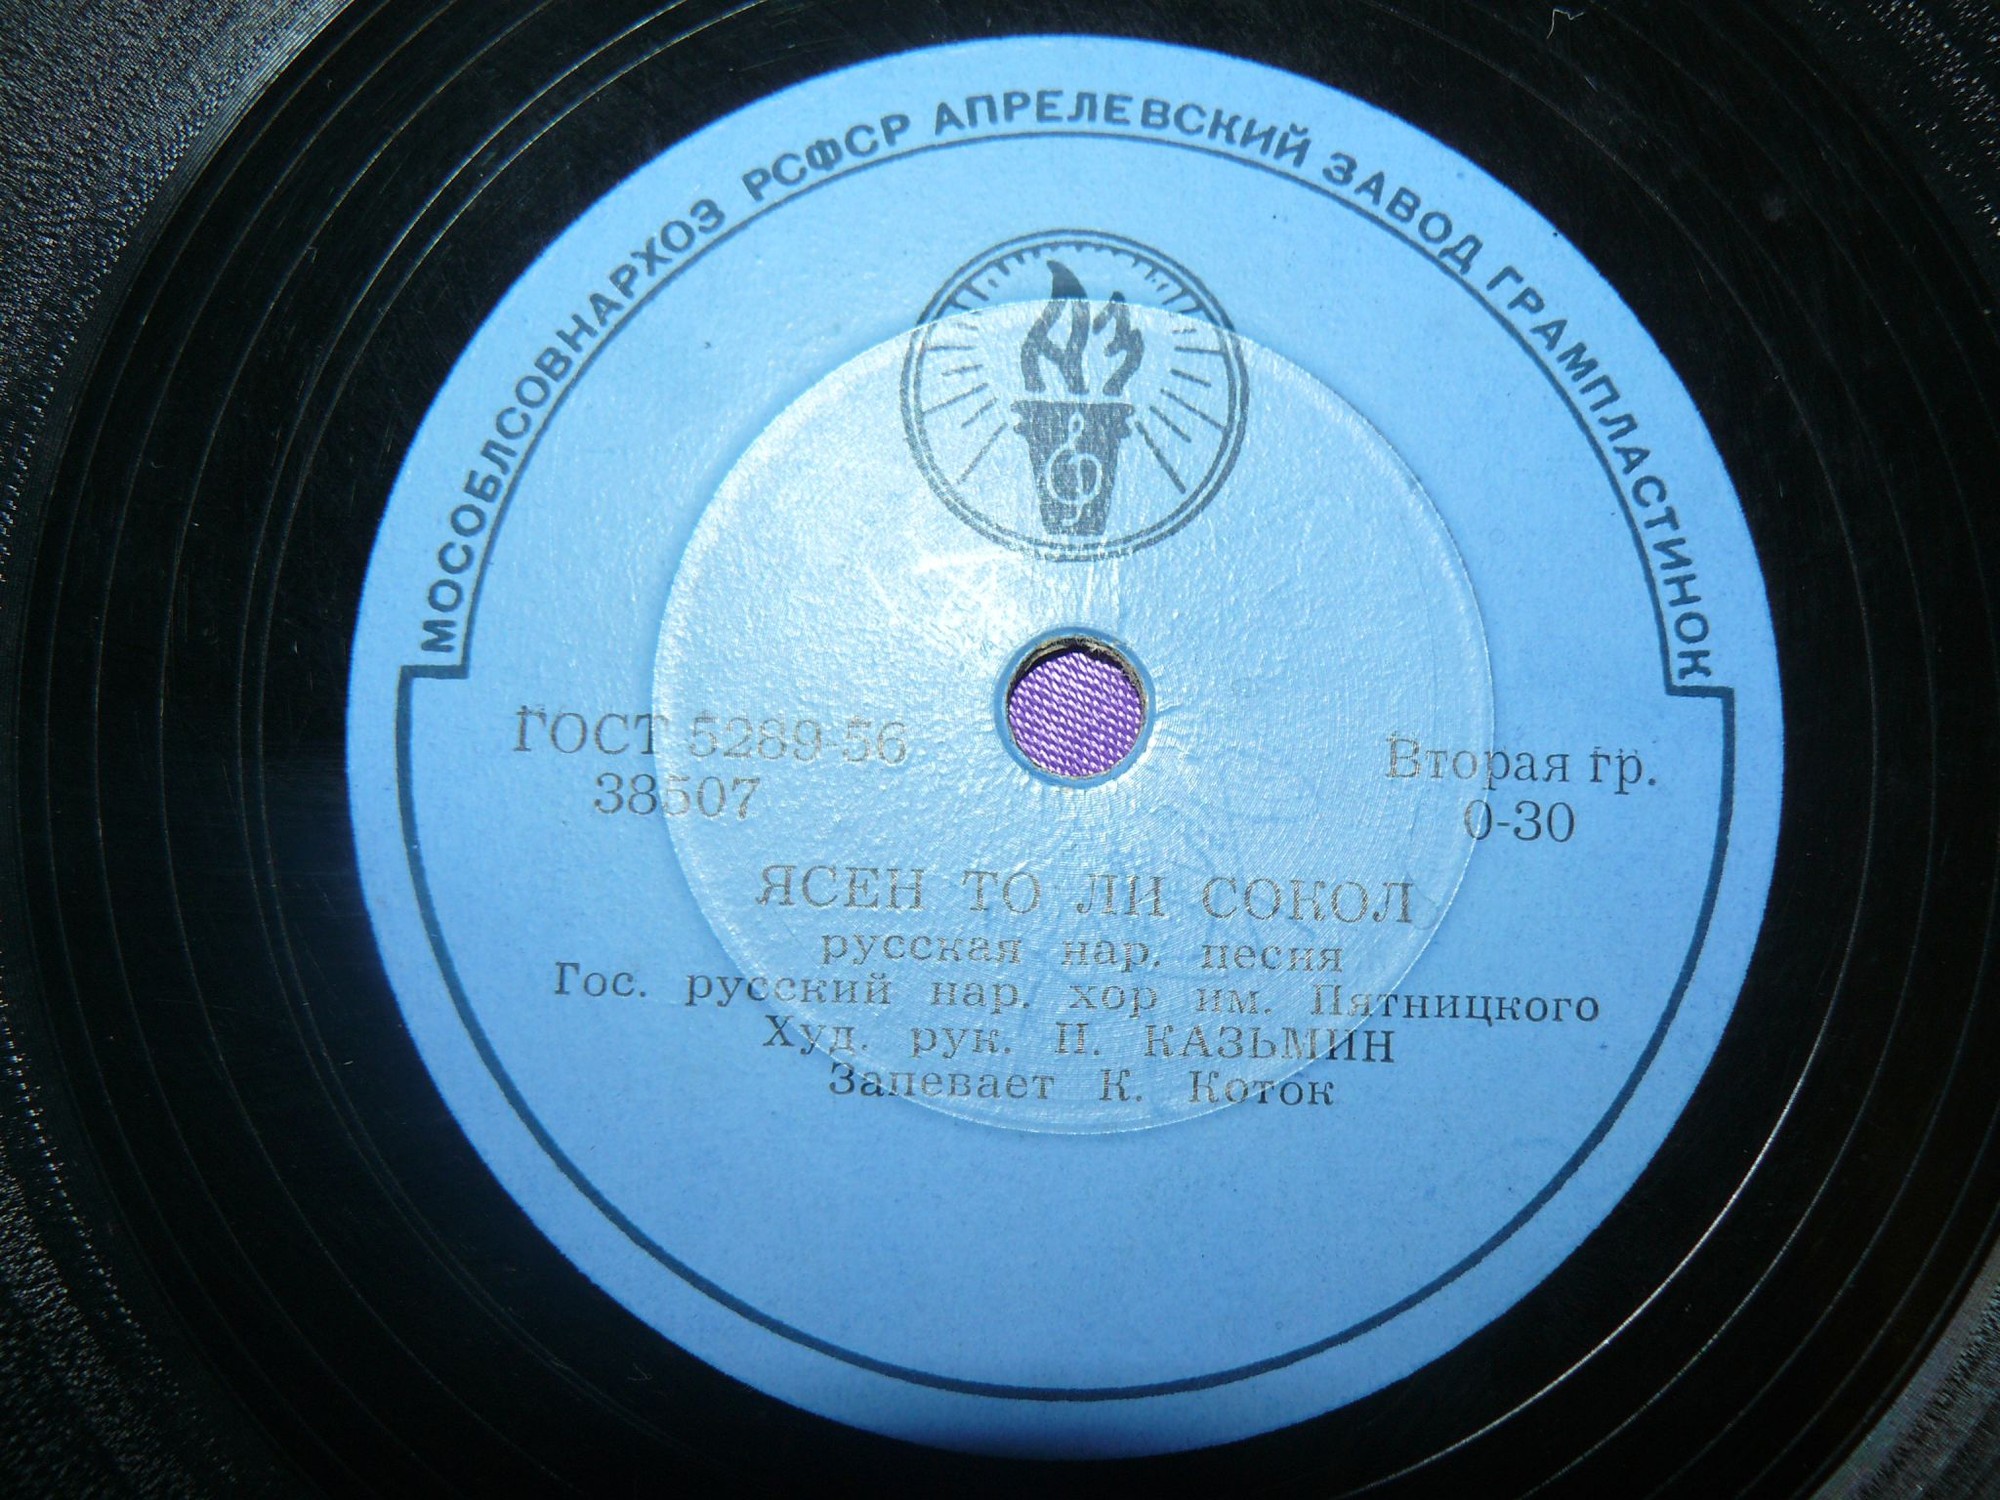 МОСОБЛСОВНАРХОЗ РСФСР АПРЕЛЕВСКИЙ ЗАВОД ГРАМПЛАСТИНОК
ГОСТ 5289-56
38507
Вторая гр.
0-30
ЯСЕН ТО ЛИ СОКОЛ
русская нар. песня
Гос. русский нар. хор им. Пятницкого
Худ. рук. П. КАЗЬМИН
Запевает К. Коток